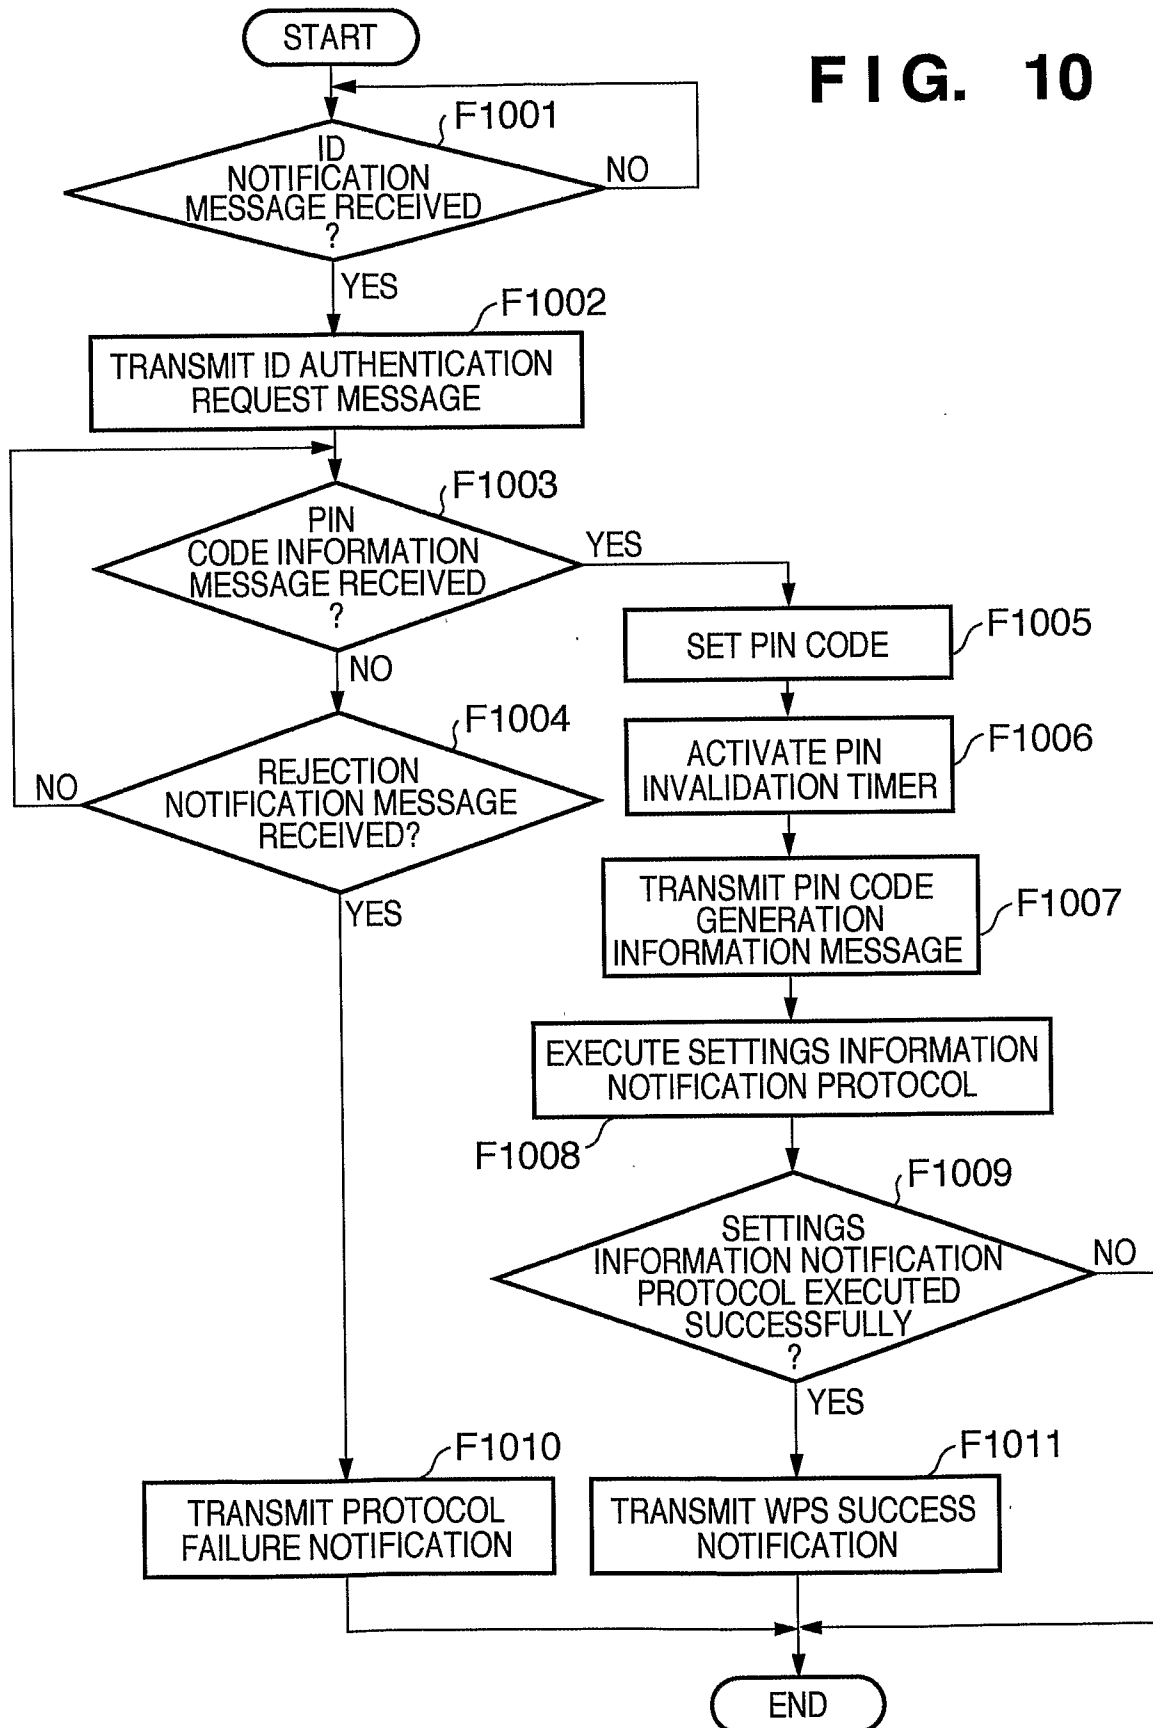 START
FIG. 10
F1001
ID
NOTIFICATION
MESSAGE RECEIVED
?
NO
YES
F1002
TRANSMIT ID AUTHENTICATION
REQUEST MESSAGE
F1003
PIN
CODE INFORMATION
MESSAGE RECEIVED
?
YES
NO
F1005
SET PIN CODE
F1004
REJECTION
NOTIFICATION MESSAGE
RECEIVED?
NO
YES
F1006
ACTIVATE PIN
INVALIDATION TIMER
F1007
TRANSMIT PIN CODE
GENERATION
INFORMATION MESSAGE
EXECUTE SETTINGS INFORMATION
NOTIFICATION PROTOCOL
F1008
F1009
SETTINGS
INFORMATION NOTIFICATION
PROTOCOL EXECUTED
SUCCESSFULLY
?
NO
YES
F1010
TRANSMIT PROTOCOL
FAILURE NOTIFICATION
F1011
TRANSMIT WPS SUCCESS
NOTIFICATION
END